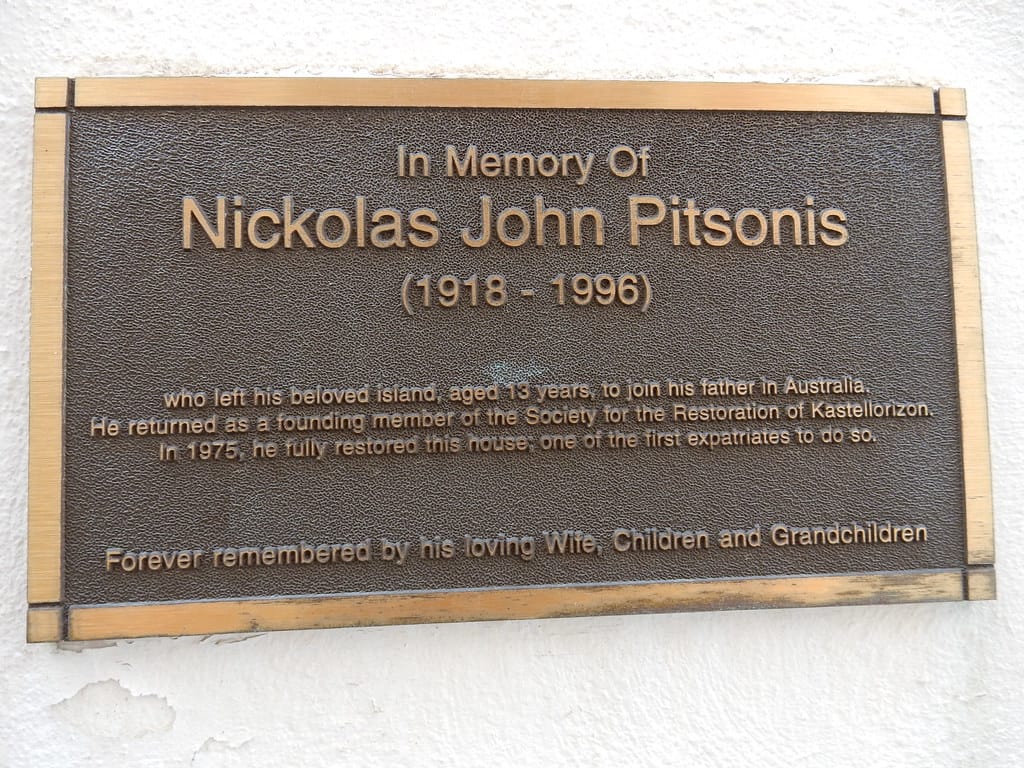 In Memory Of
Nickolas John Pitsonis
(1918 - 1996)
who left his beloved island, aged 13 years, to join his father in Australia.
He returned as a founding member of the Society for the Restoration of Kastellorizon.
In 1975, he fully restored this house, one of the first expatriates to do so.
Forever remembered by his loving Wife, Children and Grandchildren